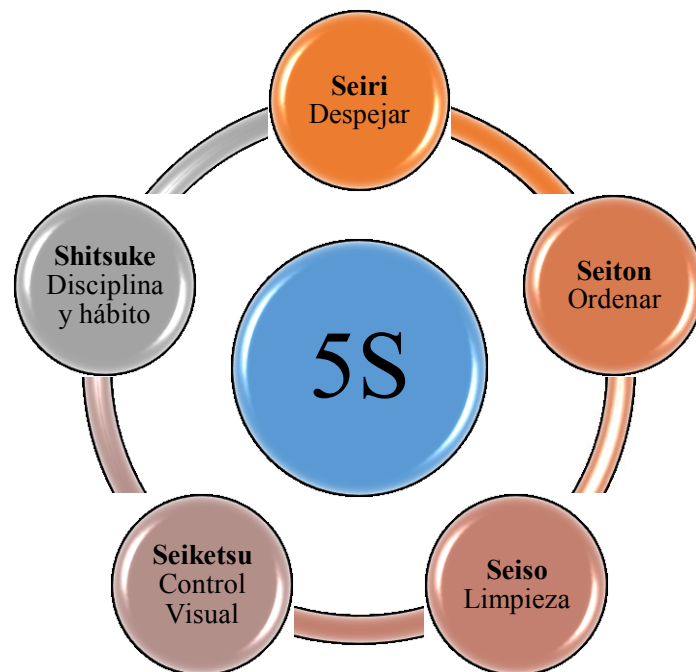 Seiri
Despejar
Seiton
Ordenar
Seiso
Limpieza
Seiketsu
Control
Visual
Shitsuke
Disciplina
y hábito
5S